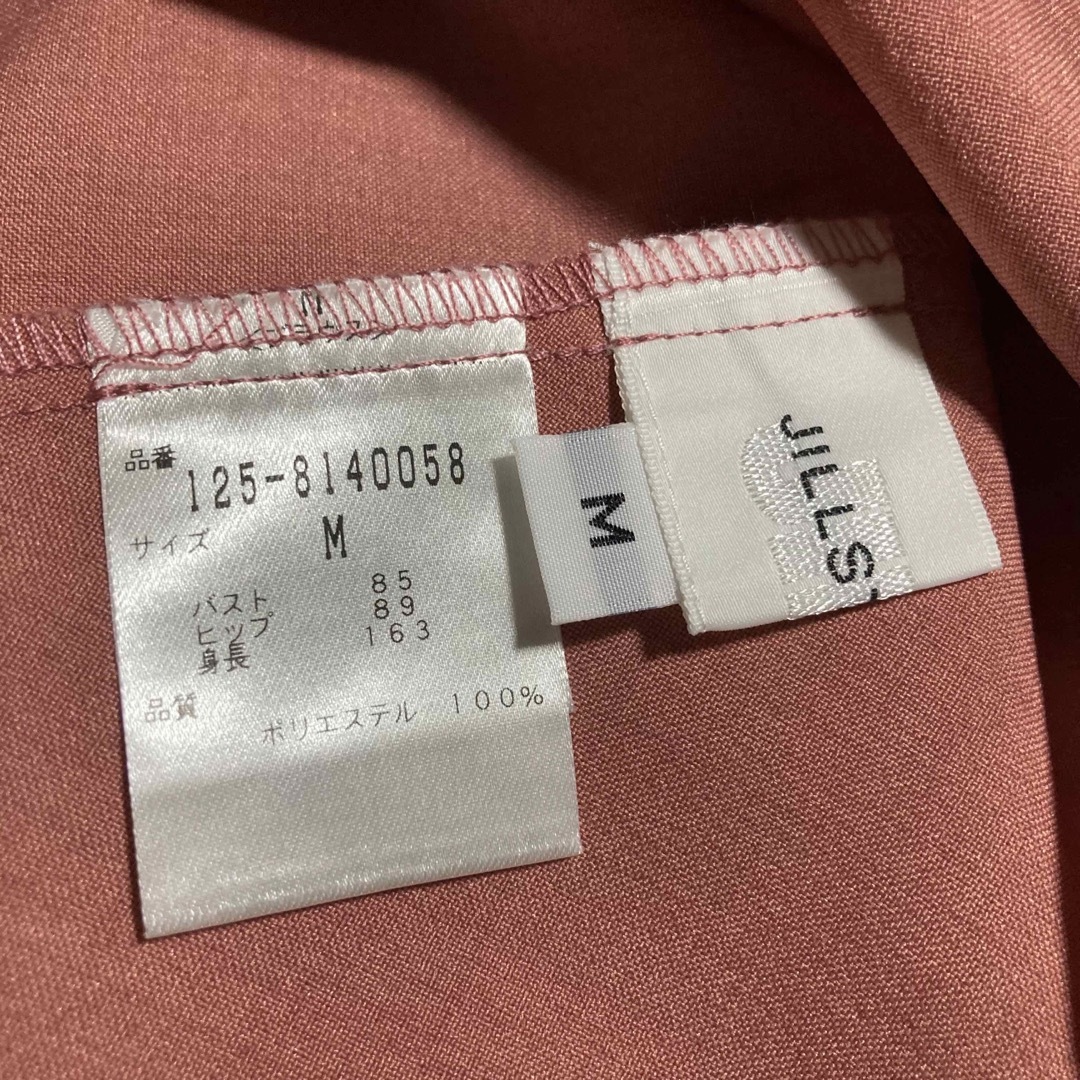 品番 125-8140058
サイズ M
バスト 85
ヒップ 89
身長 163
品質
ポリエステル 100%
M
JILLS